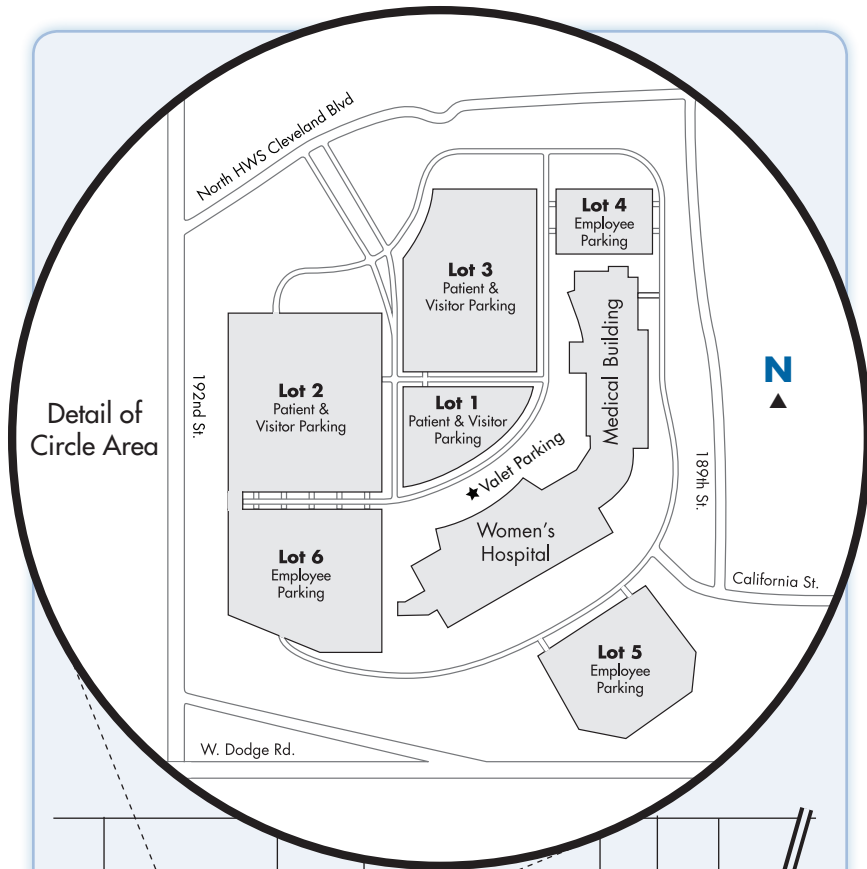 North HWS Cleveland Blvd
Lot 4
Employee
Parking
Lot 3
Patient &
Visitor Parking
Medical Building
N
192nd St.
Lot 2
Patient &
Visitor Parking
Lot 1
Patient & Visitor
Parking
Detail of
Circle Area
★Valet Parking
189th St.
Women's
Hospital
Lot 6
Employee
Parking
California St.
Lot 5
Employee
Parking
W. Dodge Rd.